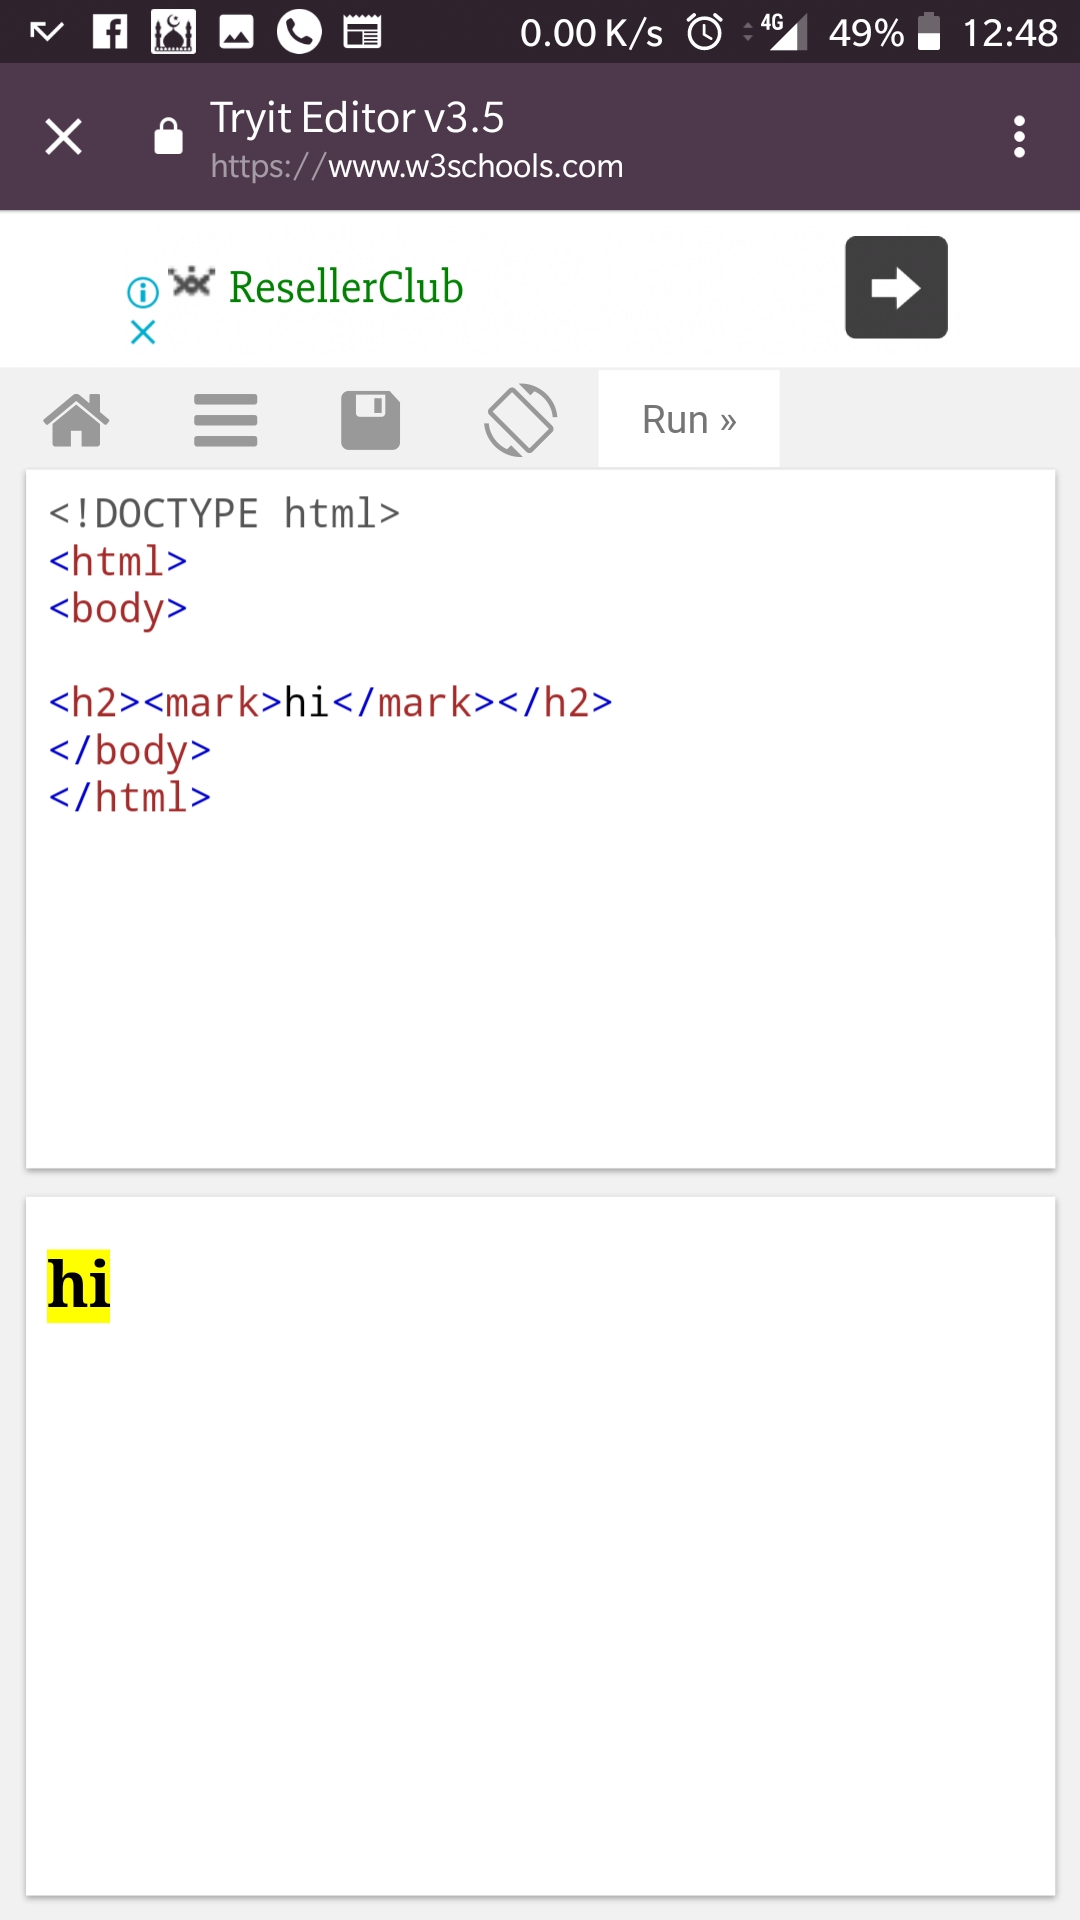 0.00 K/s 4G 49% 12:48
Tryit Editor v3.5
https://www.w3schools.com
ResellerClub
Run »
<!DOCTYPE html>
<html>
<body>
<h2><mark>hi</mark></h2>
</body>
</html>
hi